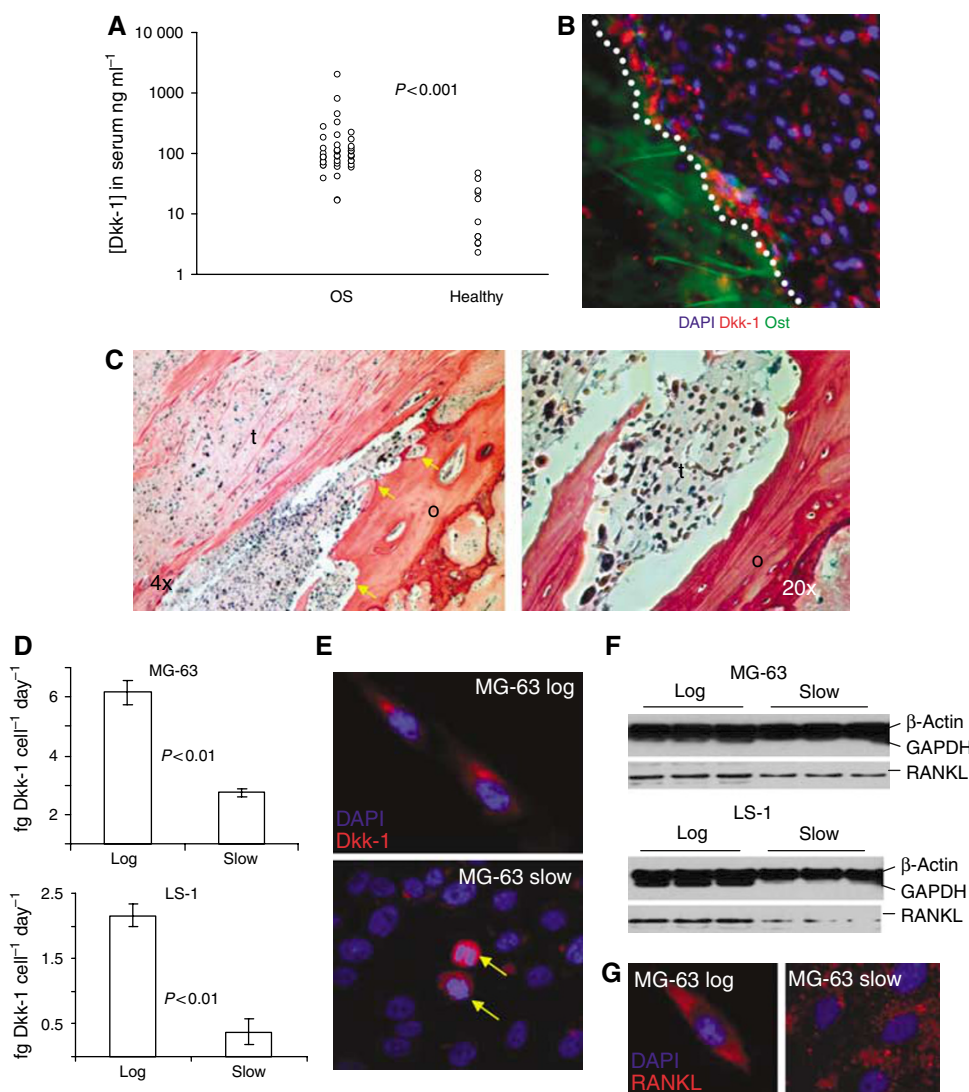 A
10 000
1000
100
10
1
[Dkk-1] in serum ng ml⁻¹
P<0.001
OS Healthy
B
DAPI Dkk-1 Ost
C
t
o
4x
t
o
20x
D
MG-63
fg Dkk-1 cell⁻¹ day⁻¹
6
4
2
P<0.01
Log Slow
LS-1
fg Dkk-1 cell⁻¹ day⁻¹
2.5
1.5
0.5
P<0.01
Log Slow
E
MG-63 log
DAPI
Dkk-1
MG-63 slow
F
MG-63
Log Slow
β-Actin
GAPDH
RANKL
LS-1
Log Slow
β-Actin
GAPDH
RANKL
G
MG-63 log
DAPI
RANKL
MG-63 slow